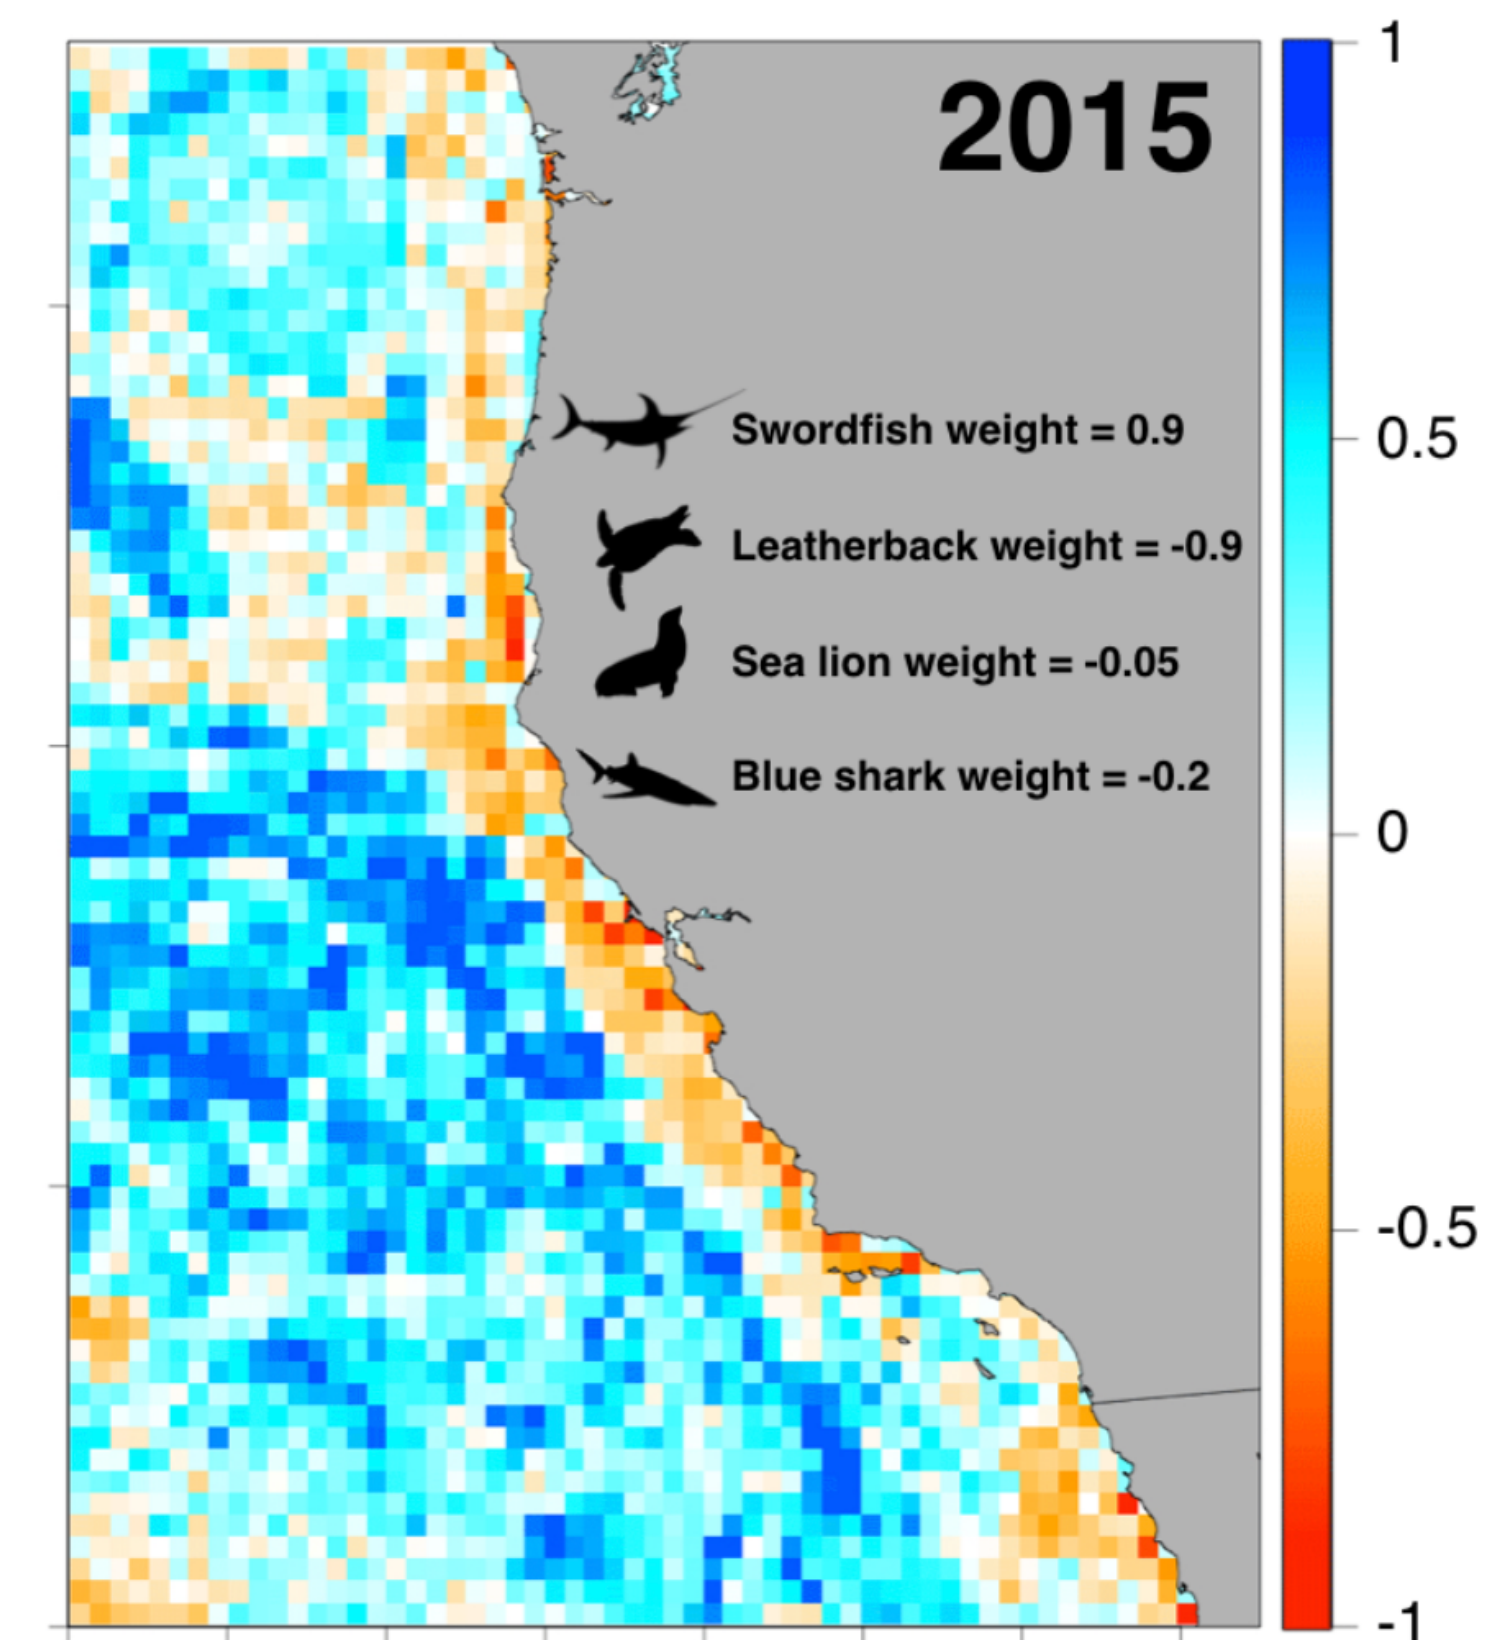 1
2015
0.5
Swordfish weight = 0.9
Leatherback weight = -0.9
Sea lion weight = -0.05
Blue shark weight = -0.2
0
-0.5
-1